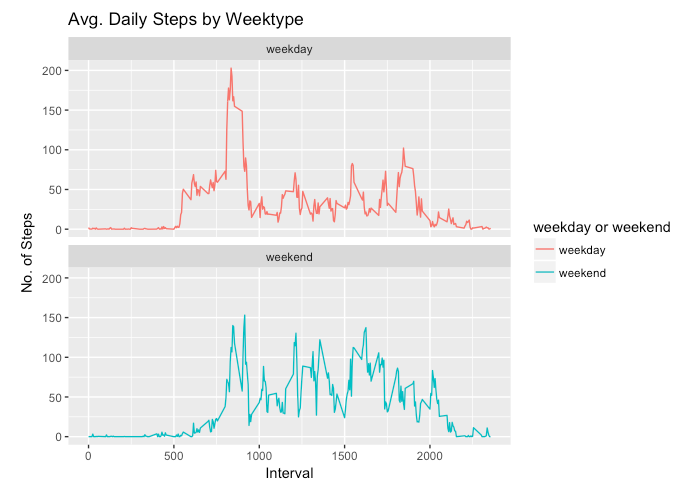 Avg. Daily Steps by Weektype
weekday
200
150
100
50
0
weekend
200
150
100
50
0
0 500 1000 1500 2000
Interval
No. of Steps
weekday or weekend
weekday
weekend